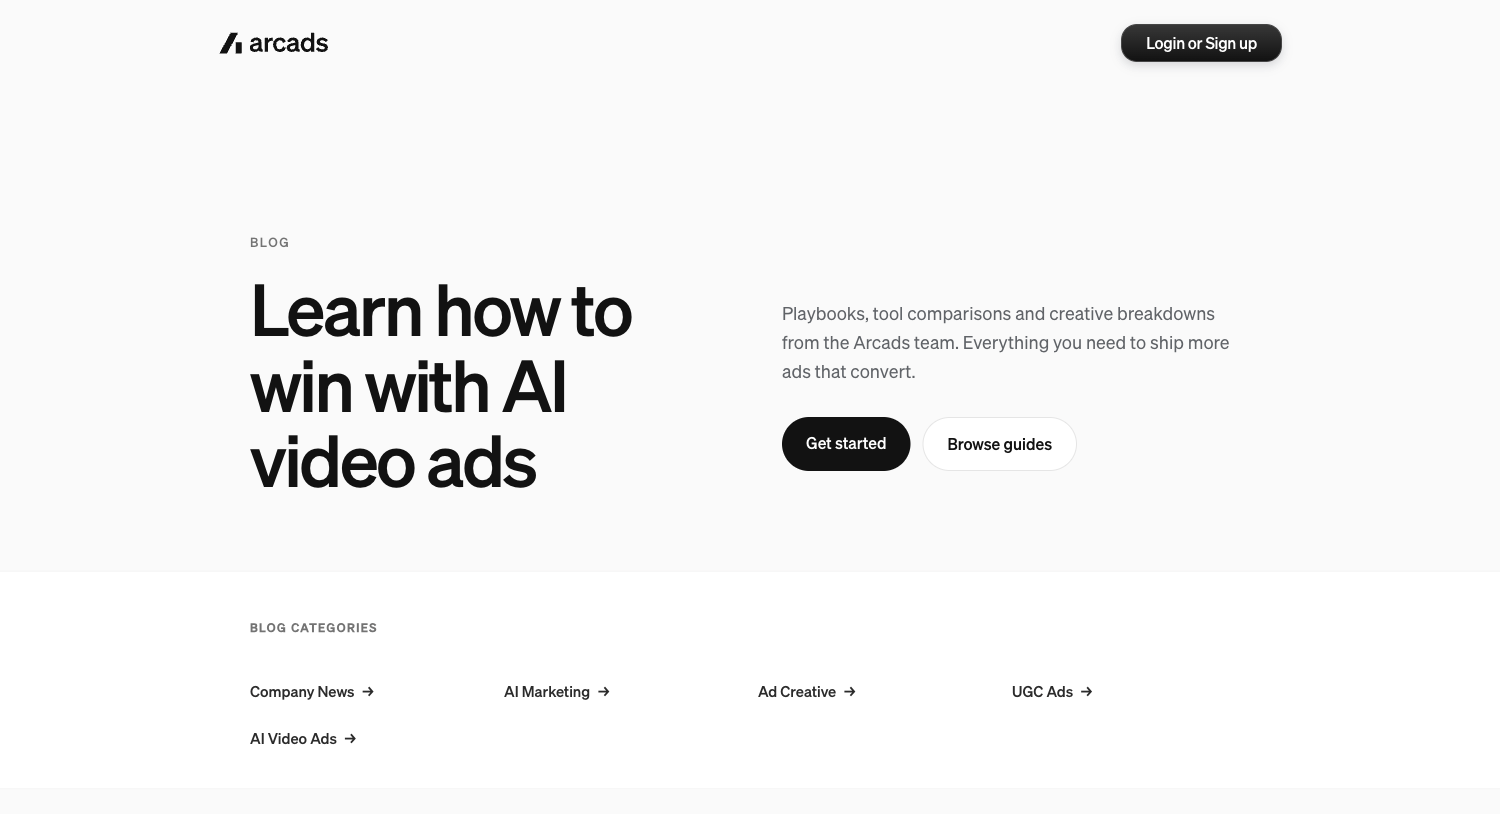 arcads
Login or Sign up
BLOG
Learn how to
win with AI
video ads
Playbooks, tool comparisons and creative breakdowns
from the Arcads team. Everything you need to ship more
ads that convert.
Get started
Browse guides
BLOG CATEGORIES
Company News →
AI Marketing →
Ad Creative →
UGC Ads →
AI Video Ads →